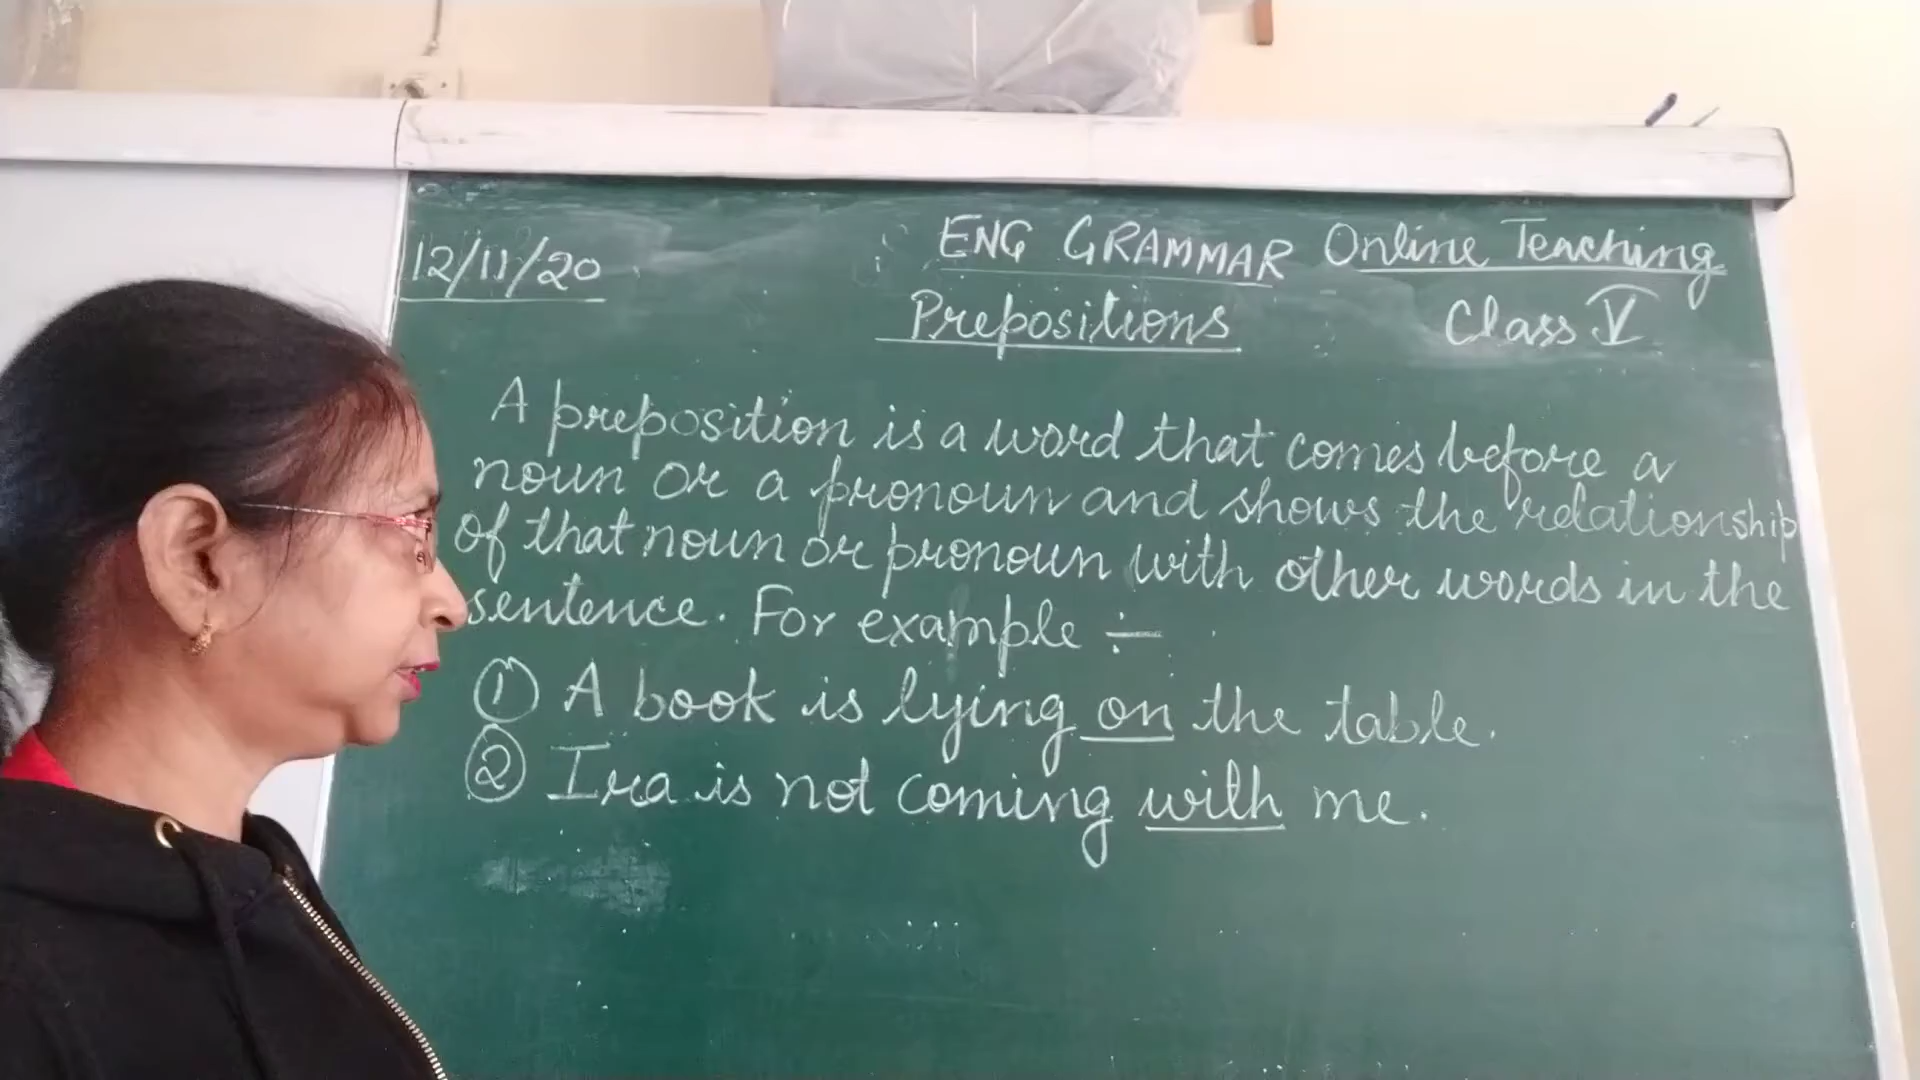 12/11/20 ENG GRAMMAR Online Teaching
Prepositions Class V
A preposition is a word that comes before a
noun or a pronoun and shows the relationship
of that noun or pronoun with other words in the
sentence. For example ÷
① A book is lying on the table.
② Ira is not coming with me.